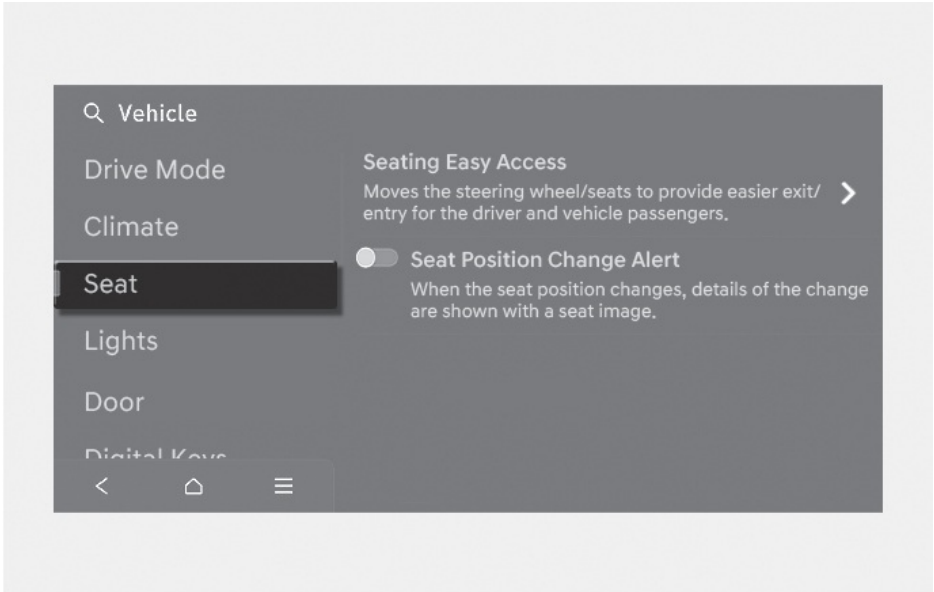 Vehicle
Drive Mode
Climate
Seat
Lights
Door
Digital Keys
Seating Easy Access
Moves the steering wheel/seats to provide easier exit/
entry for the driver and vehicle passengers.
Seat Position Change Alert
When the seat position changes, details of the change
are shown with a seat image.